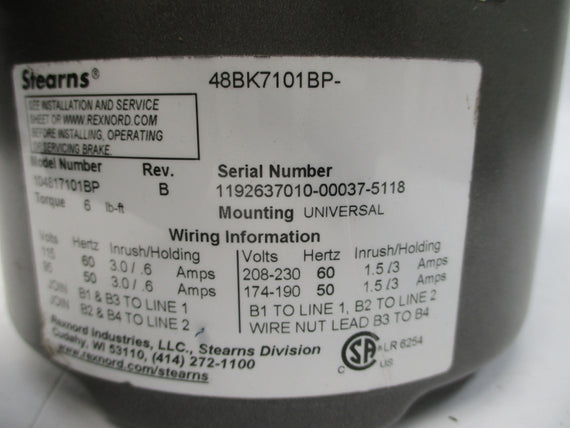 Stearns® 48BK7101BP-
SEE INSTALLATION AND SERVICE
SHEET OR WWW.REXNORD.COM
BEFORE INSTALLING, OPERATING
OR SERVICING BRAKE.
Model Number Rev. Serial Number
104817101BP B 1192637010-00037-5118
Torque 6 lb-ft Mounting UNIVERSAL
Wiring Information
Volts Hertz Inrush/Holding
115 60 3.0 / .6 Amps
95 50 3.0 / .6 Amps
JOIN B1 & B3 TO LINE 1
JOIN B2 & B4 TO LINE 2
Volts Hertz Inrush/Holding
208-230 60 1.5 /3 Amps
174-190 50 1.5 /3 Amps
B1 TO LINE 1, B2 TO LINE 2
WIRE NUT LEAD B3 TO B4
Rexnord Industries, LLC., Stearns Division
Cudahy, WI 53110, (414) 272-1100
www.rexnord.com/stearns
C SA ® LR 6254
US